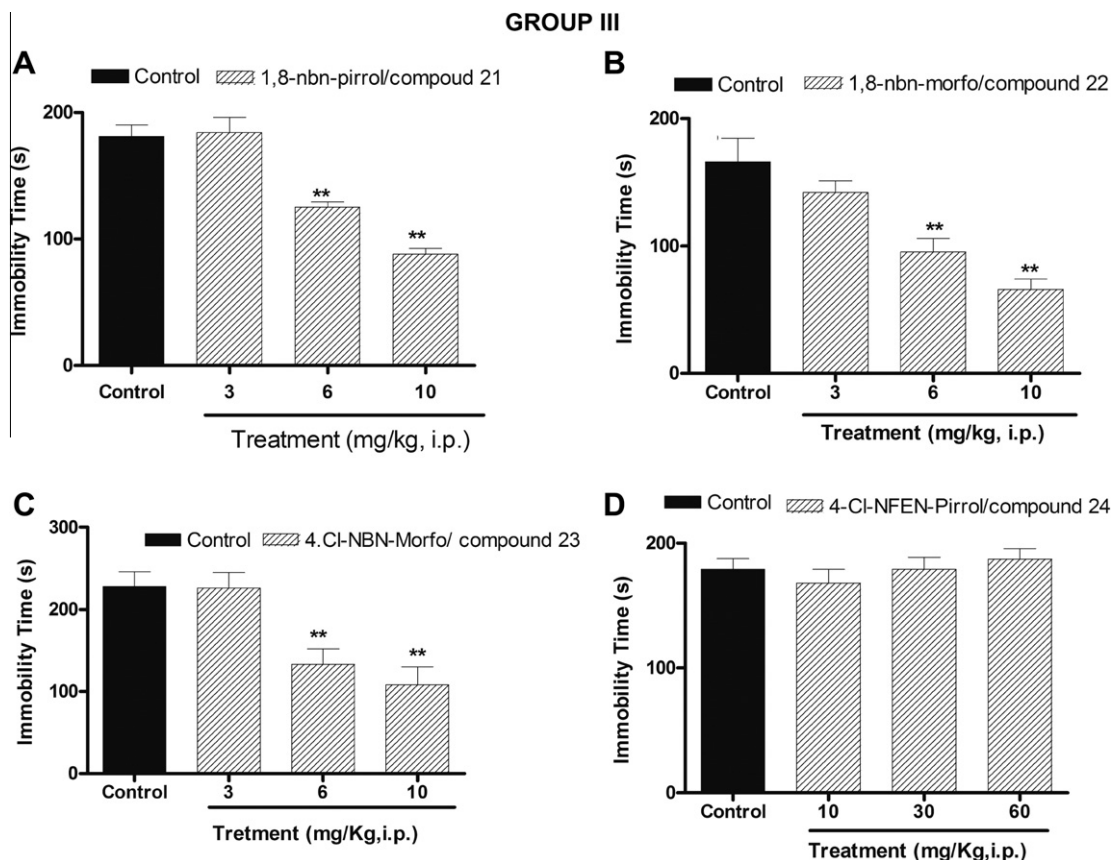 GROUP III
A
Control 1,8-nbn-pirrol/compoud 21
Immobility Time (s)
200
100
0
** **
Control 3 6 10
Treatment (mg/kg, i.p.)
B
Control 1,8-nbn-morfo/compound 22
Immobility Time (s)
200
100
0
** **
Control 3 6 10
Treatment (mg/kg, i.p.)
C
Control 4.Cl-NBN-Morfo/ compound 23
Immobility Time (s)
300
200
100
0
** **
Control 3 6 10
Tretment (mg/Kg,i.p.)
D
Control 4-Cl-NFEN-Pirrol/compound 24
Immobility Time (s)
200
100
0
Control 10 30 60
Treatment (mg/Kg,i.p.)